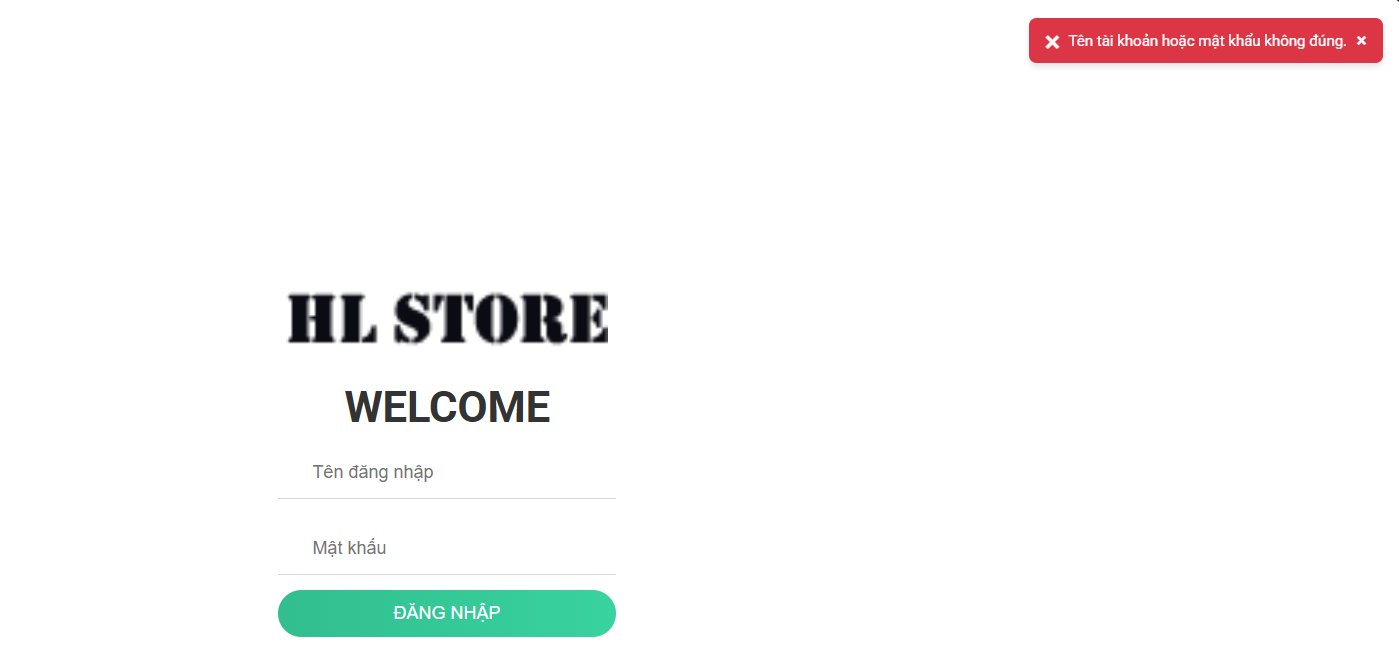 Tên tài khoản hoặc mật khẩu không đúng.
HL STORE
WELCOME
Tên đăng nhập
Mật khẩu
ĐĂNG NHẬP